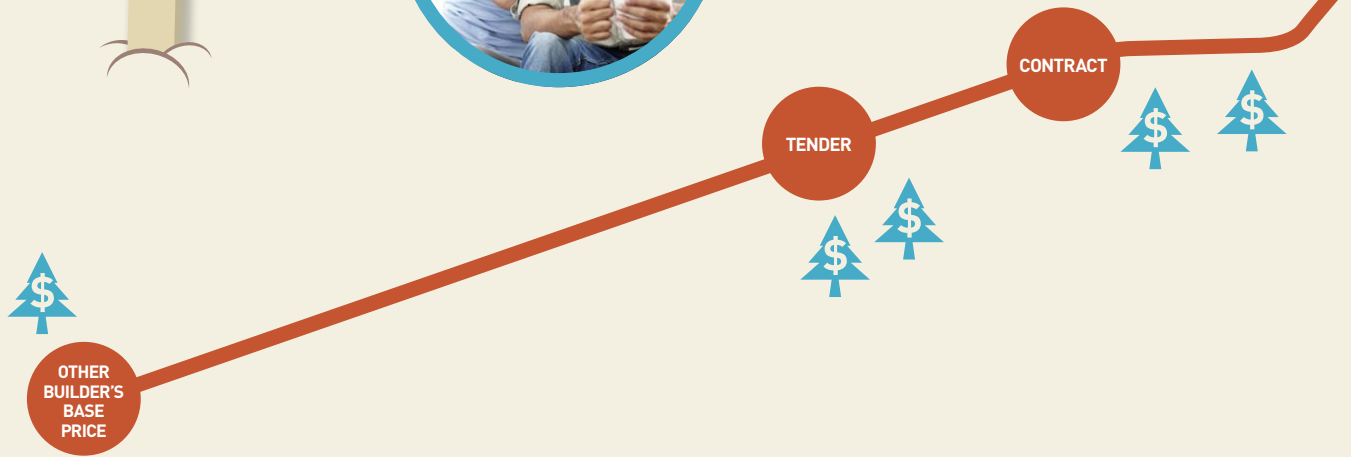 CONTRACT
TENDER
$
$
$
$
$
OTHER
BUILDER'S
BASE
PRICE